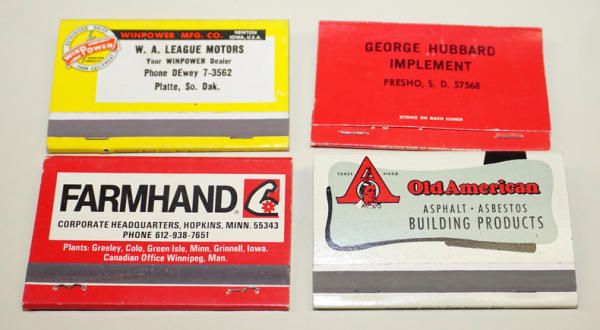 WINPOWER MFG. CO. NEWTON IOWA, U.S.A.
WINPOWER
W. A. LEAGUE MOTORS
Your WINPOWER Dealer
Phone DEwey 7-3562
Platte, So. Dak.
GEORGE HUBBARD
IMPLEMENT
PRESHO, S. D. 57568
STRIKE ON BACK COVER
FARMHAND
CORPORATE HEADQUARTERS, HOPKINS, MINN. 55343
PHONE 612-938-7651
Plants: Greeley, Colo, Green Isle, Minn. Grinnell, Iowa.
Canadian Office Winnipeg, Man.
TRADE MARK
Old American
ASPHALT · ASBESTOS
BUILDING PRODUCTS